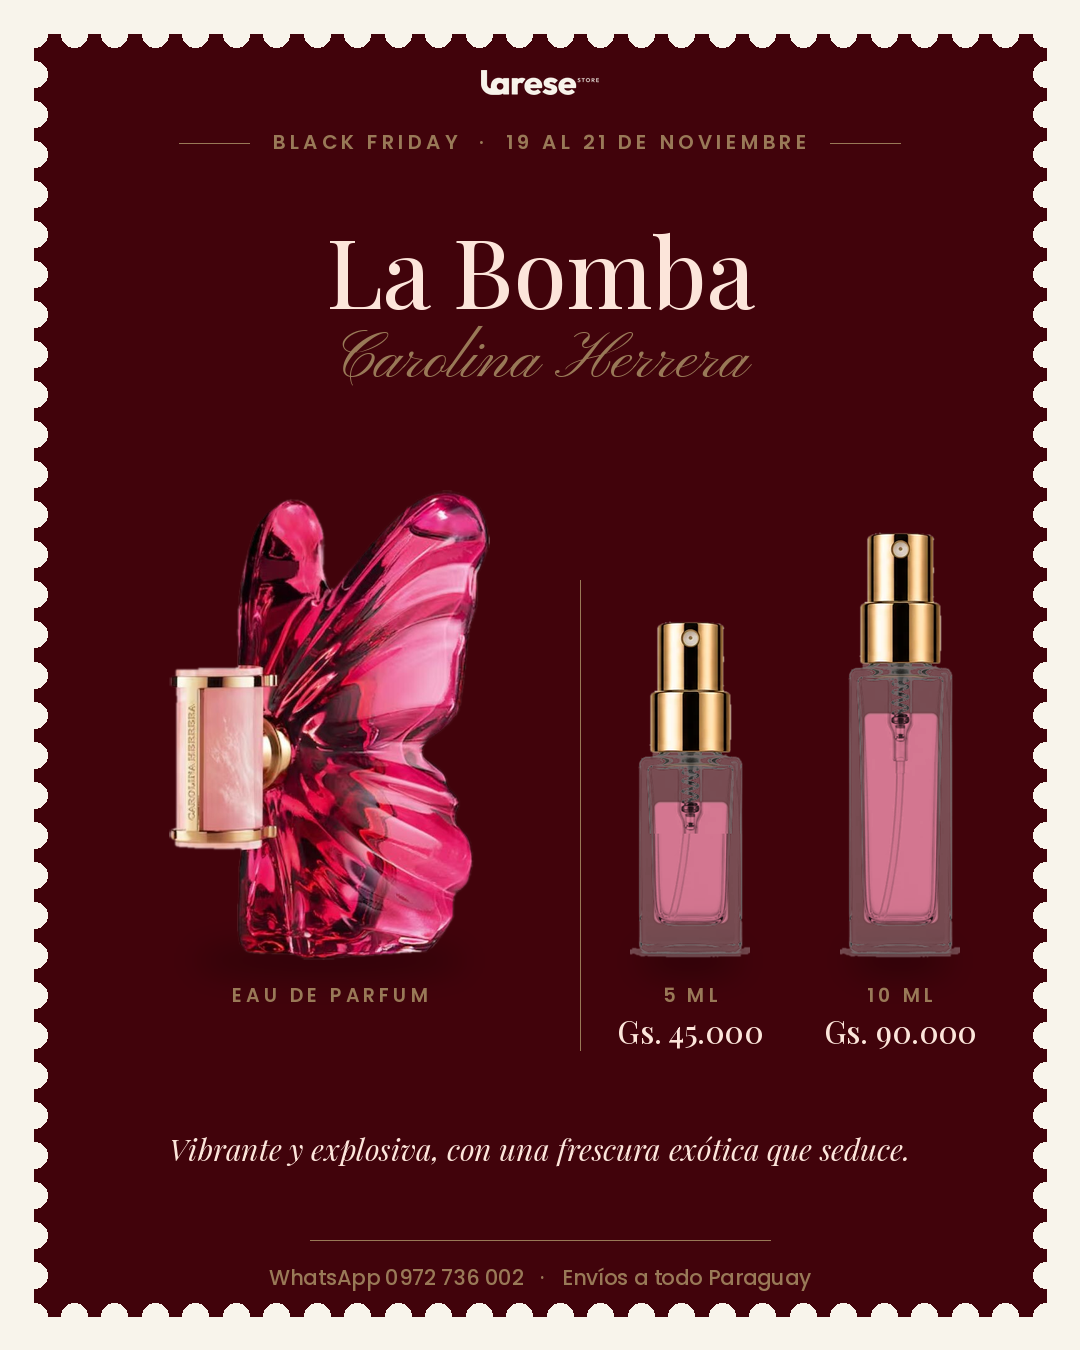 Larese STORE
BLACK FRIDAY · 19 AL 21 DE NOVIEMBRE
La Bomba
Carolina Herrera
CAROLINA HERRERA
EAU DE PARFUM
5 ML
Gs. 45.000
10 ML
Gs. 90.000
Vibrante y explosiva, con una frescura exótica que seduce.
WhatsApp 0972 736 002 · Envíos a todo Paraguay